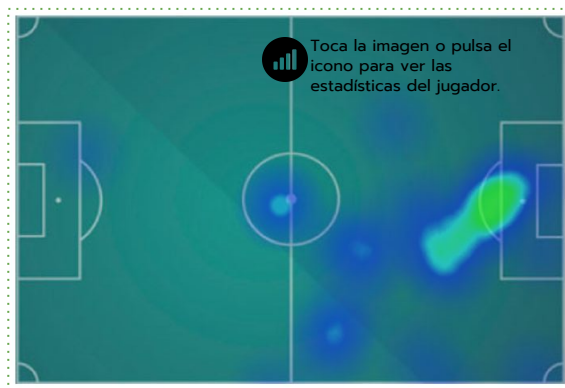 Toca la imagen o pulsa el
icono para ver las
estadísticas del jugador.